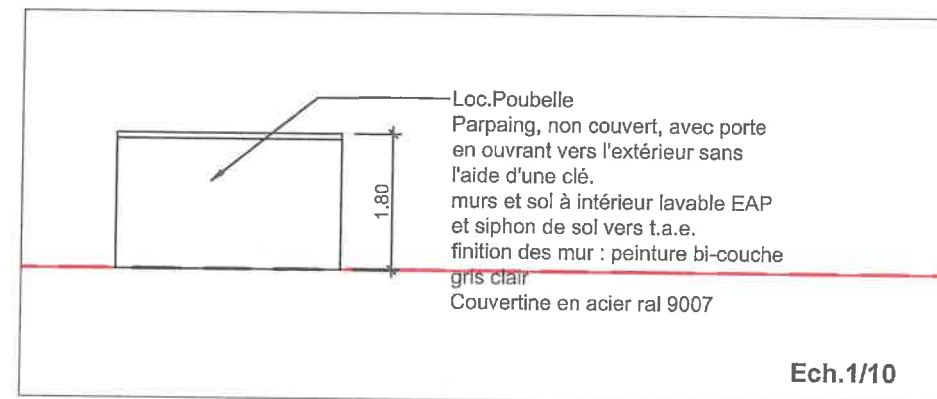 Loc.Poubelle
Parpaing, non couvert, avec porte
en ouvrant vers l'extérieur sans
l'aide d'une clé.
murs et sol à intérieur lavable EAP
et siphon de sol vers t.a.e.
finition des mur : peinture bi-couche
gris clair
Couvertine en acier ral 9007
1.80
Ech.1/10